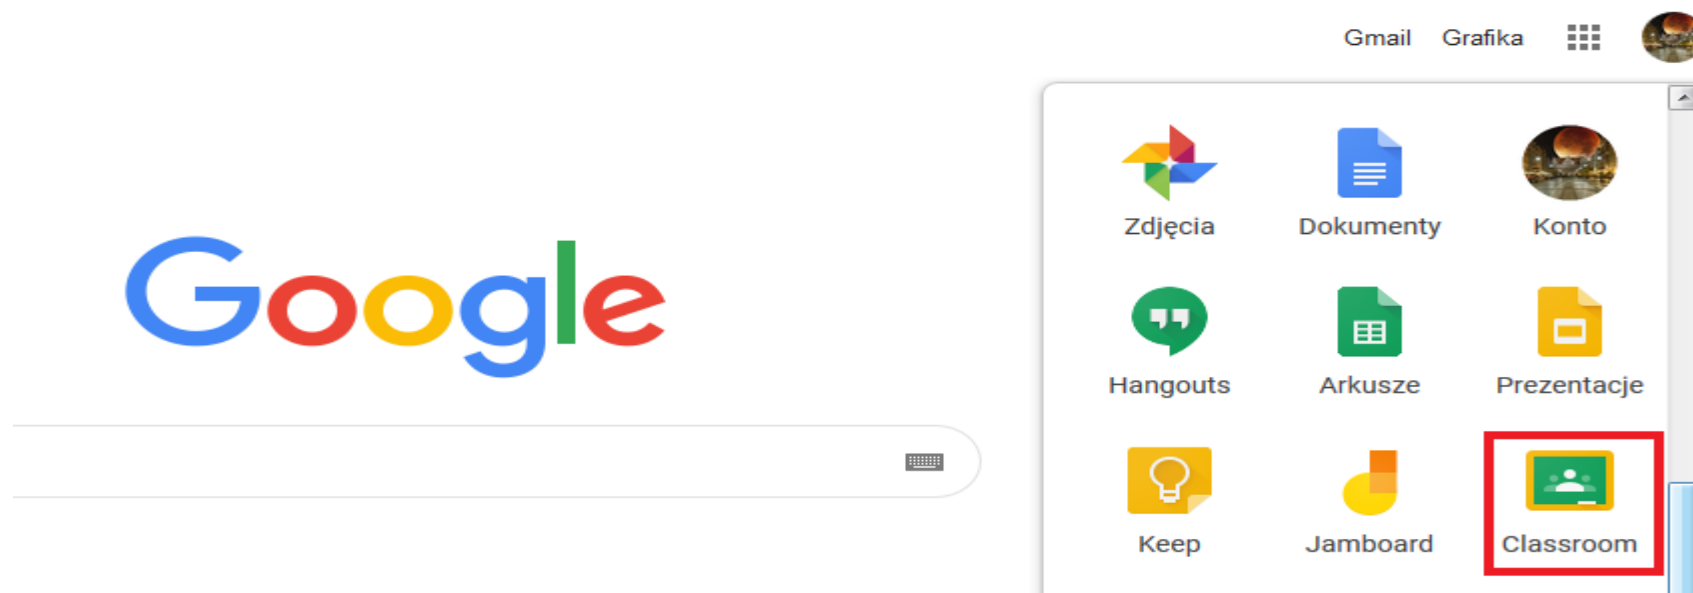 Gmail Grafika
Zdjęcia Dokumenty Konto
Google
Hangouts Arkusze Prezentacje
Keep Jamboard Classroom